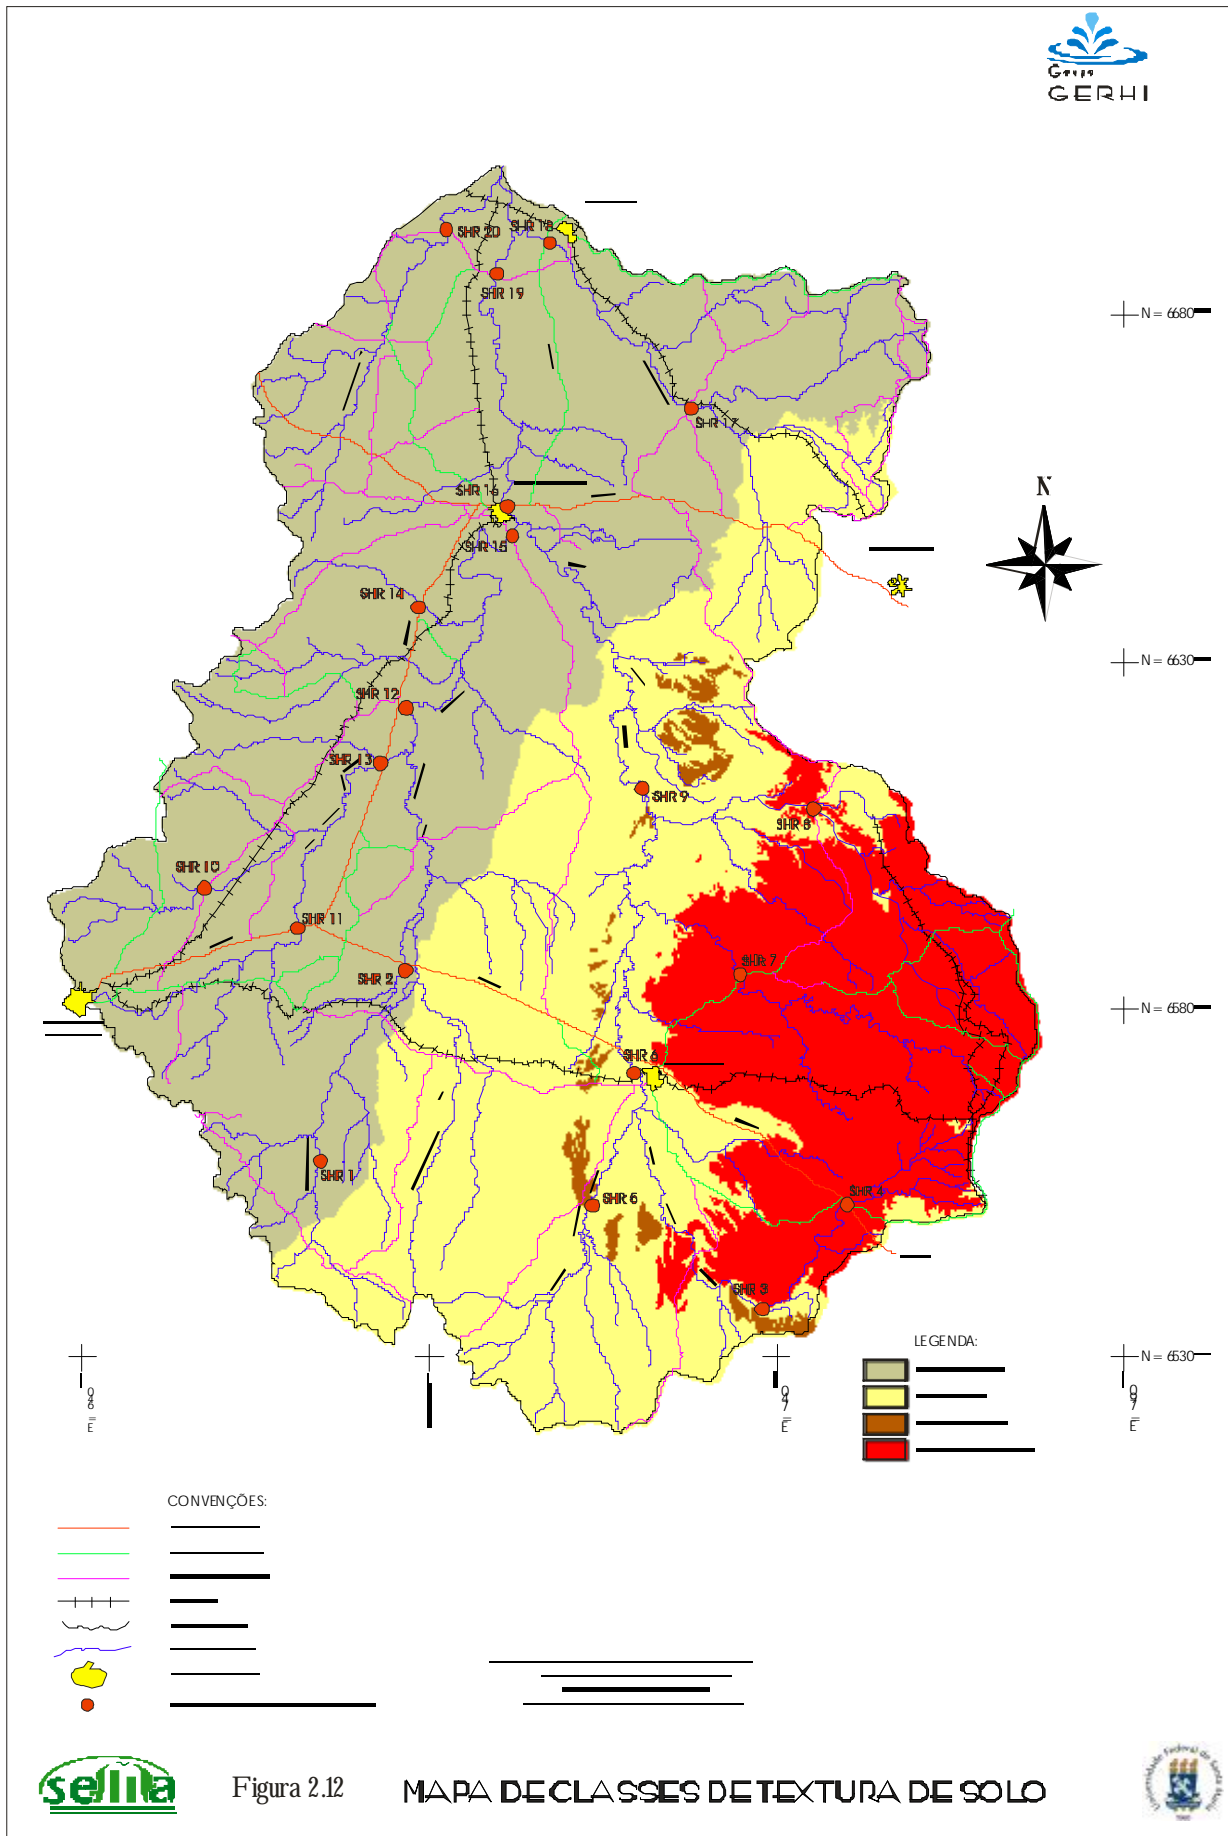 Grupo
GERHI
SHR 20
SHR 18
SHR 19
N = 6680
SHR 17
SHR 16
N
SHR 15
SHR 14
N = 6630
SHR 12
SHR 13
SHR 9
SHR 8
SHR 10
SHR 11
SHR 2
SHR 7
N = 6580
SHR 6
SHR 1
SHR 5
SHR 4
SHR 3
LEGENDA:
N = 6530
CONVENÇÕES:
Figura 2.12
MAPA DE CLASSES DE TEXTURA DE SOLO